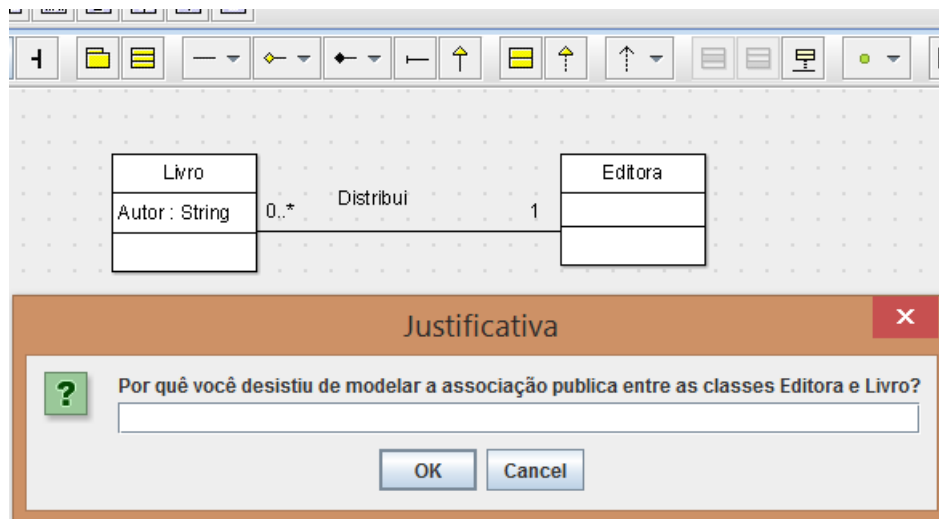 Livro
Editora
Autor : String
0..*
Distribui
1
Justificativa
Por quê você desistiu de modelar a associação publica entre as classes Editora e Livro?
OK
Cancel